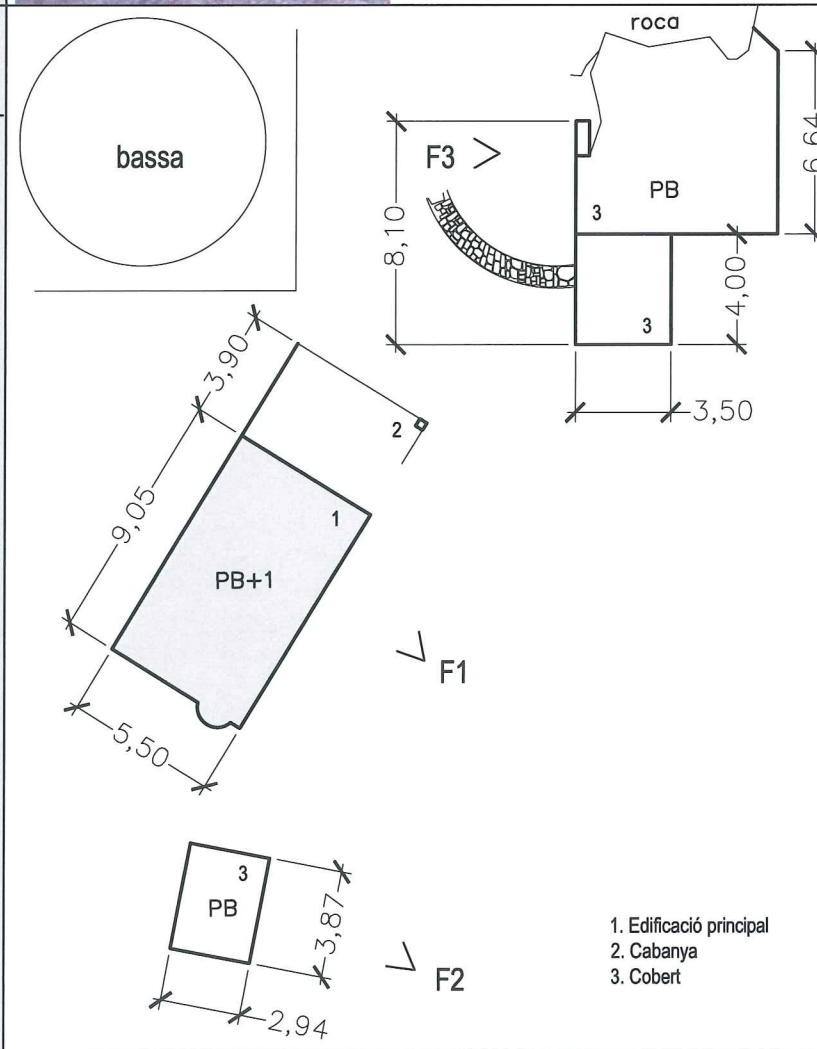 roca
bassa
F3
8,10
3
PB
6,64
4,00
3
3,50
3,90
2
9,05
1
PB+1
F1
5,50
3
PB
3,87
F2
2,94
1. Edificació principal
2. Cabanya
3. Cobert